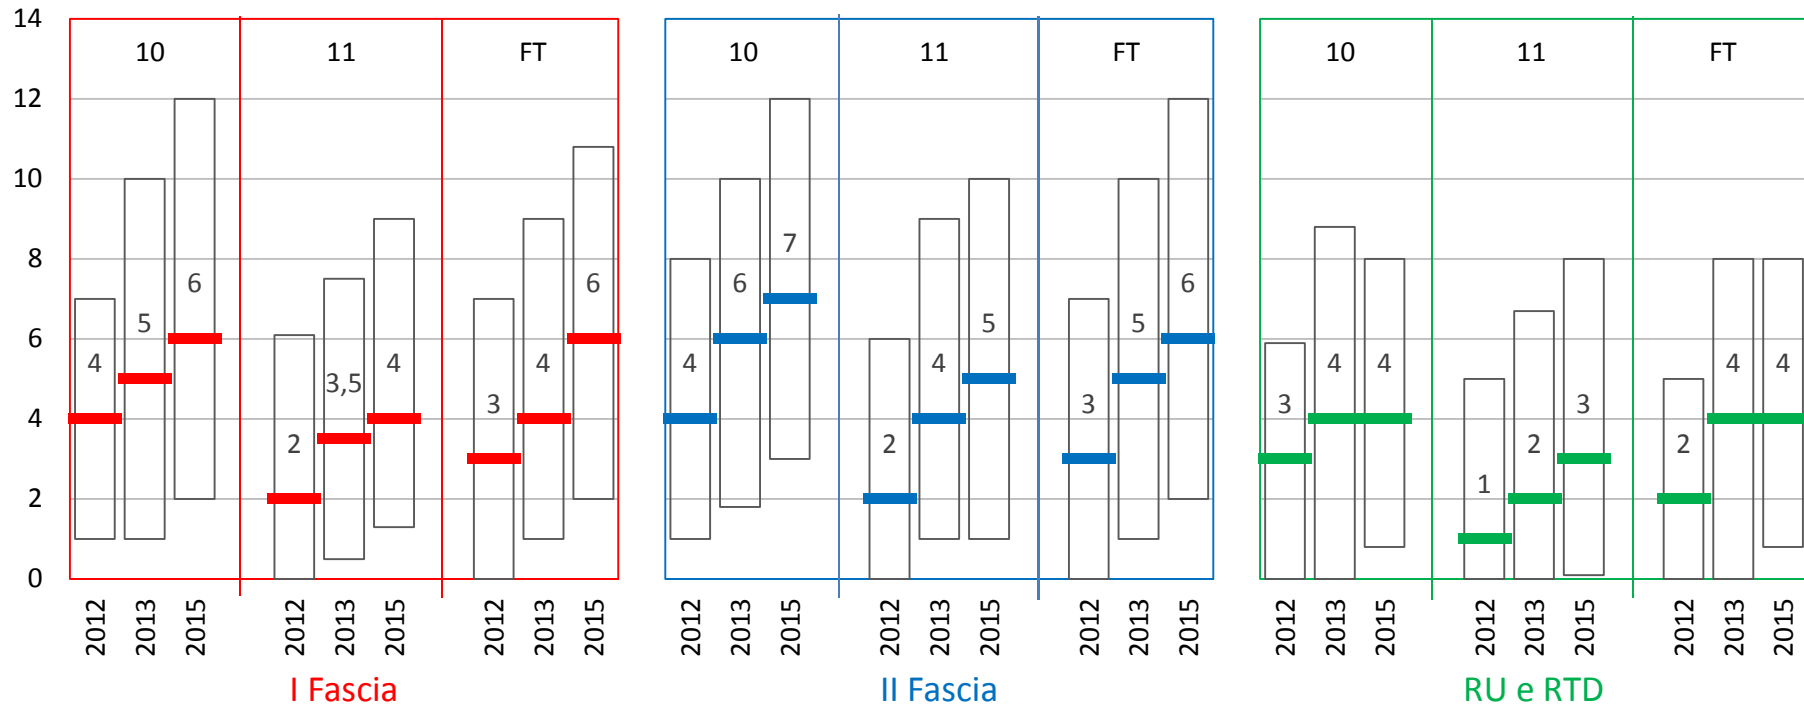 14
12
10
8
6
4
2
0
10 11 FT
4 5 6 2 3,5 4 3 4 6
2012 2013 2015 2012 2013 2015 2012 2013 2015
I Fascia
10 11 FT
4 6 7 2 4 5 3 5 6
2012 2013 2015 2012 2013 2015 2012 2013 2015
II Fascia
10 11 FT
3 4 4 1 2 3 2 4 4
2012 2013 2015 2012 2013 2015 2012 2013 2015
RU e RTD